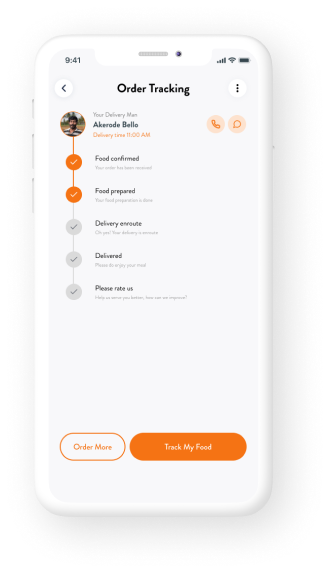 9:41
Order Tracking
Your Delivery Man
Akerode Bello
Delivery time 11:00 AM
Food confirmed
Your order has been received
Food prepared
Your food preparation is done
Delivery enroute
Oh yes! Your delivery is enroute
Delivered
Please do enjoy your meal
Please rate us
Help us serve you better, how can we improve?
Order More
Track My Food